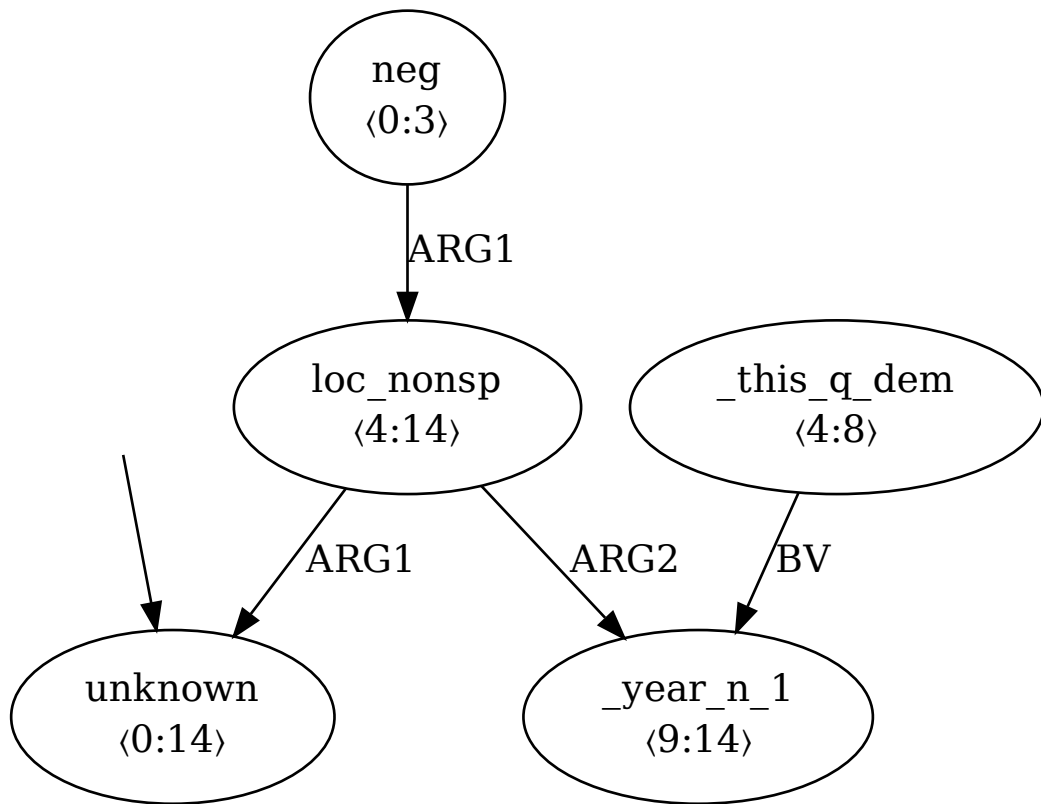 neg
⟨0:3⟩
ARG1
loc_nonsp
⟨4:14⟩
_this_q_dem
⟨4:8⟩
ARG1
ARG2
BV
unknown
⟨0:14⟩
_year_n_1
⟨9:14⟩